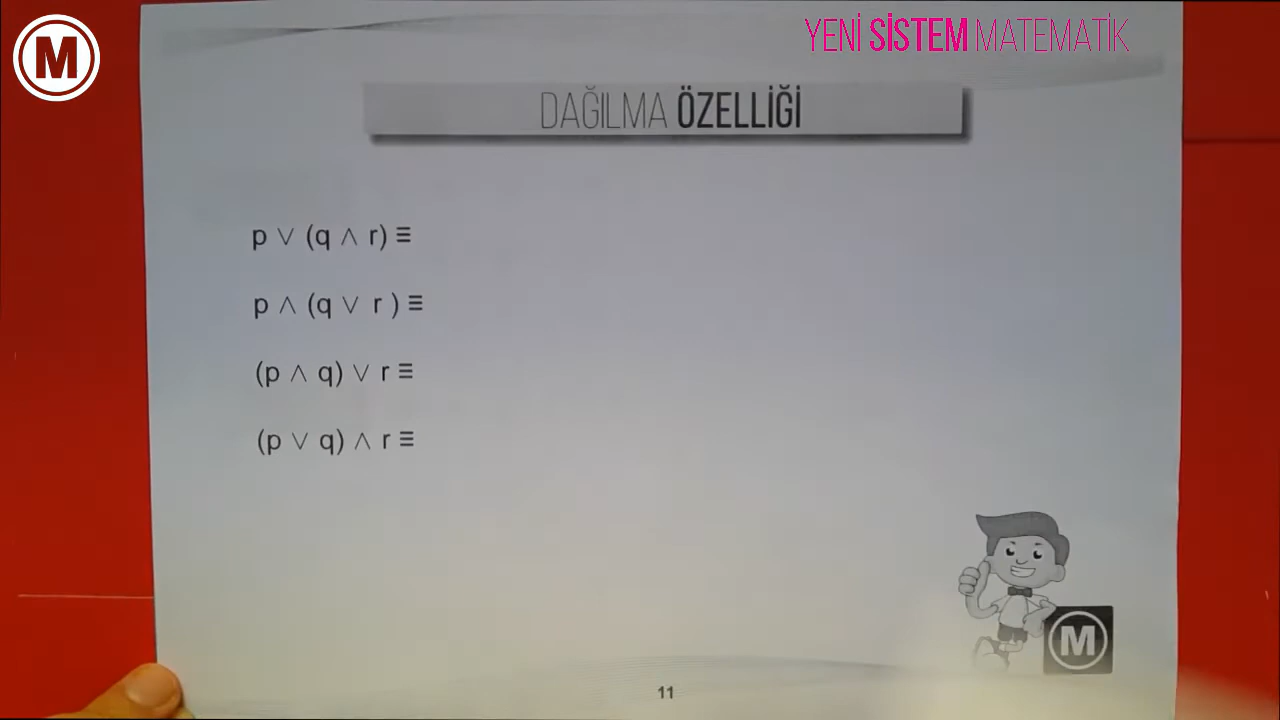 M
YENİ SİSTEM MATEMATİK
DAĞILMA ÖZELLİĞİ
p ∨ (q ∧ r) ≡
p ∧ (q ∨ r ) ≡
(p ∧ q) ∨ r ≡
(p ∨ q) ∧ r ≡
M
11